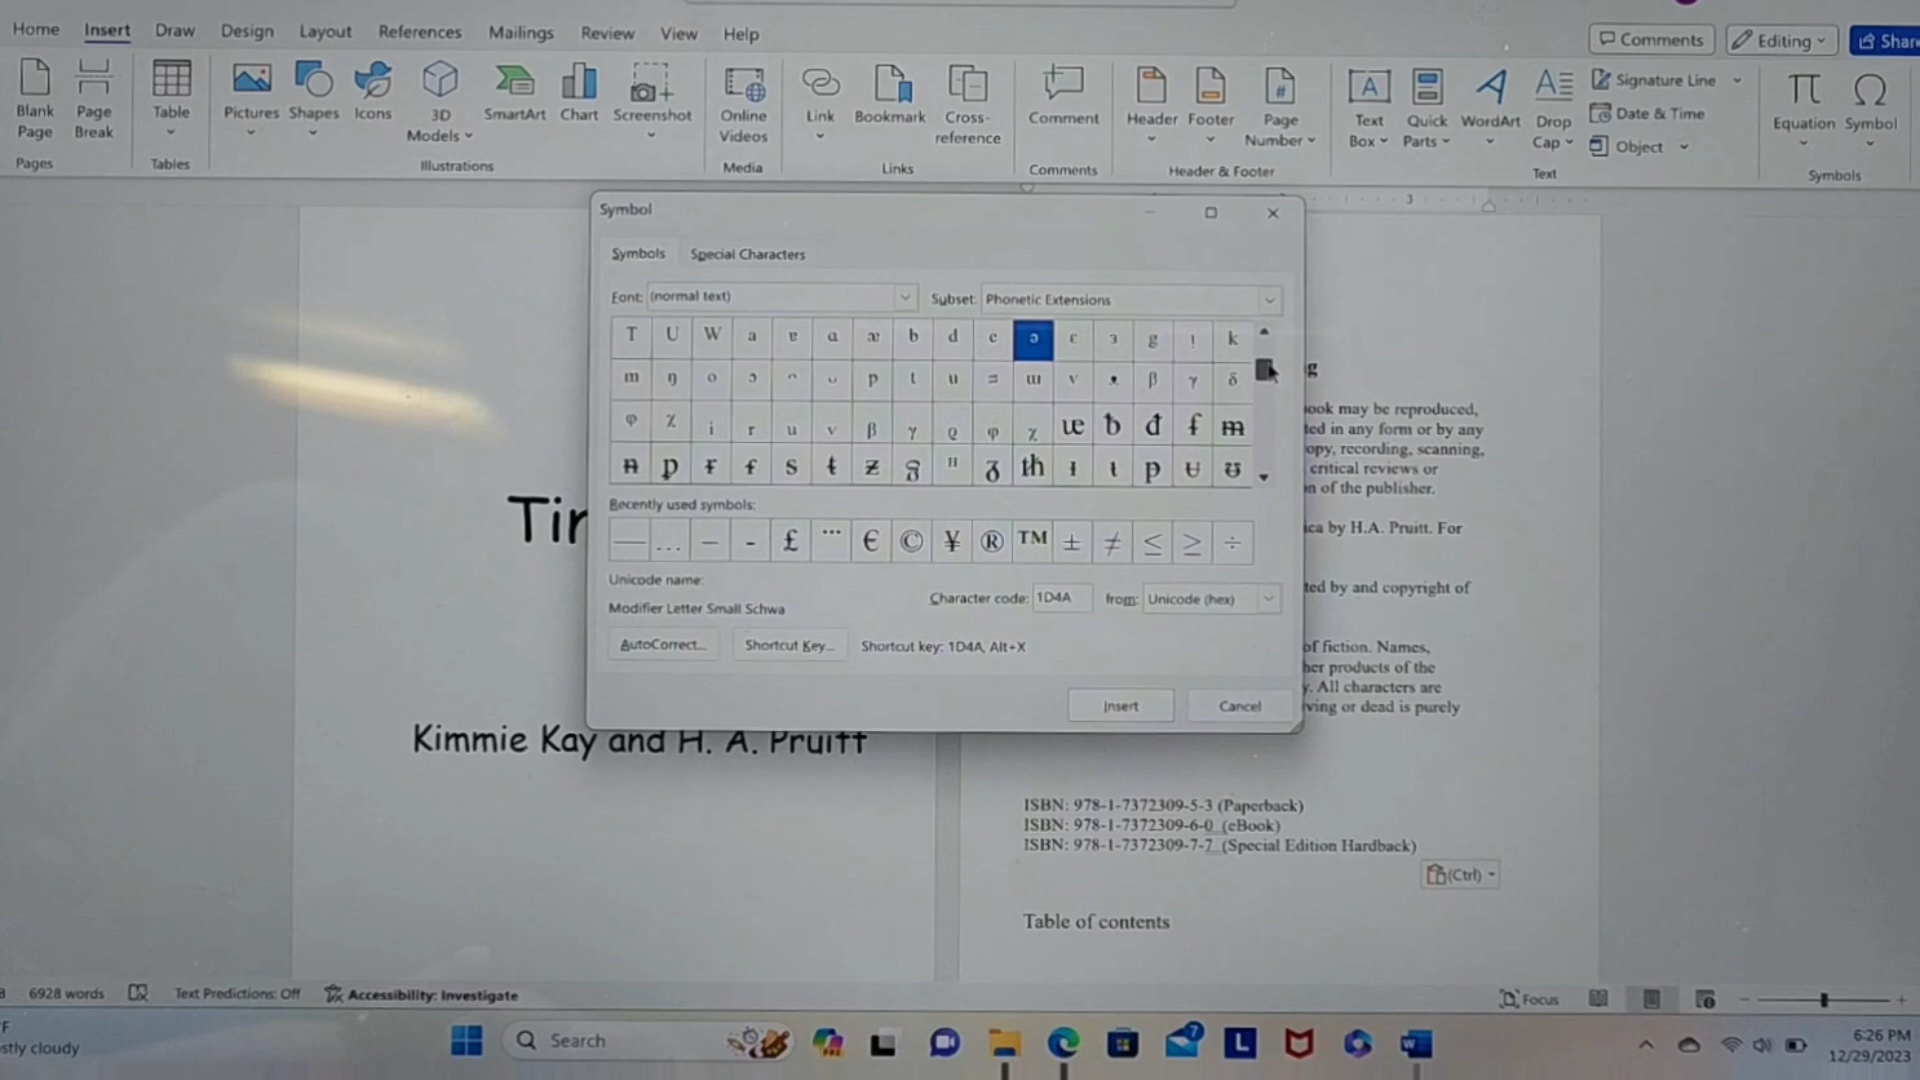 Home Insert Draw Design Layout References Mailings Review View Help
Comments Editing Share
Blank Page
Page Break
Table
Pictures Shapes Icons 3D Models SmartArt Chart Screenshot
Online Videos
Link Bookmark Cross-reference
Comment
Header Footer Page Number
Text Box Quick Parts WordArt Drop Cap
Signature Line
Date & Time
Object
Equation Symbol
Pages Tables Illustrations Media Links Comments Header & Footer Text Symbols
3
Symbol
Symbols Special Characters
Font: (normal text) Subset: Phonetic Extensions
Recently used symbols:
— … – - £ ⋯ € © ¥ ® ™ ± ≠ ≤ ≥ ÷
Unicode name:
Modifier Letter Small Schwa
Character code: 1D4A from: Unicode (hex)
AutoCorrect... Shortcut Key... Shortcut key: 1D4A, Alt+X
Insert Cancel
Tir
Kimmie Kay and H. A. Pruitt
g
ook may be reproduced,
ted in any form or by any
opy, recording, scanning,
critical reviews or
n of the publisher.
ica by H.A. Pruitt. For
ted by and copyright of
of fiction. Names,
her products of the
y. All characters are
ving or dead is purely
ISBN: 978-1-7372309-5-3 (Paperback)
ISBN: 978-1-7372309-6-0 (eBook)
ISBN: 978-1-7372309-7-7 (Special Edition Hardback)
(Ctrl)
Table of contents
6928 words Text Predictions: Off Accessibility: Investigate
Focus
F
stly cloudy
Search
PRE
7
L
W
6:26 PM
12/29/2023